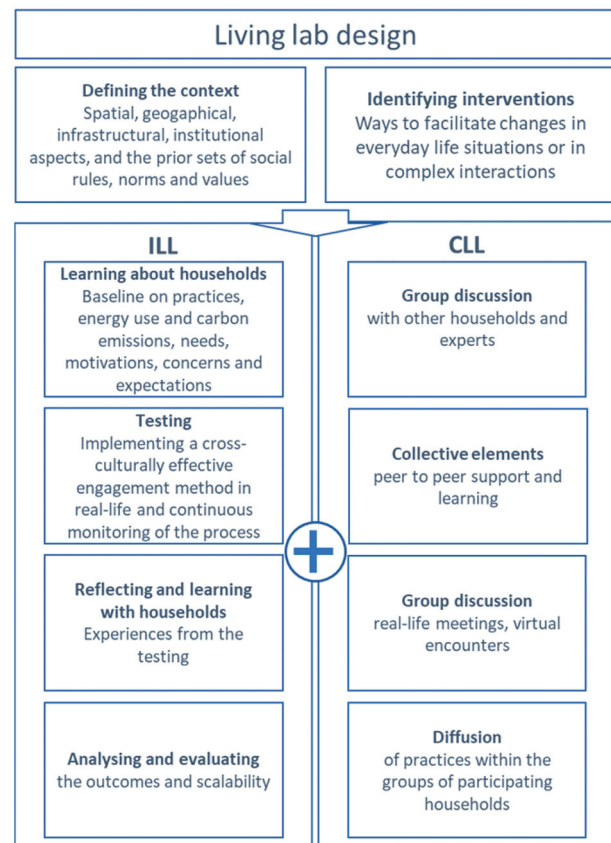 Living lab design
Defining the context
Spatial, geogaphical,
infrastructural, institutional
aspects, and the prior sets of social
rules, norms and values
Identifying interventions
Ways to facilitate changes in
everyday life situations or in
complex interactions
ILL
Learning about households
Baseline on practices,
energy use and carbon
emissions, needs,
motivations, concerns and
expectations
Testing
Implementing a cross-
culturally effective
engagement method in
real-life and continuous
monitoring of the process
Reflecting and learning
with households
Experiences from the
testing
Analysing and evaluating
the outcomes and scalability
CLL
Group discussion
with other households and
experts
Collective elements
peer to peer support and
learning
Group discussion
real-life meetings, virtual
encounters
Diffusion
of practices within the
groups of participating
households